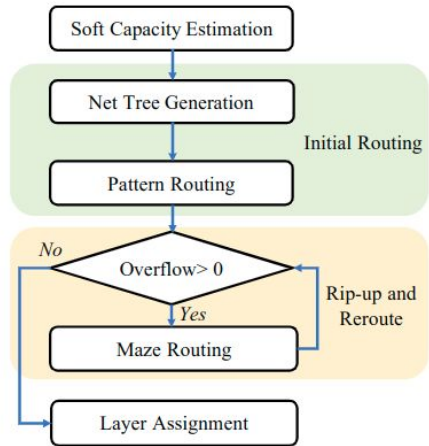 Soft Capacity Estimation
Net Tree Generation
Initial Routing
Pattern Routing
No
Overflow> 0
Yes
Rip-up and
Reroute
Maze Routing
Layer Assignment